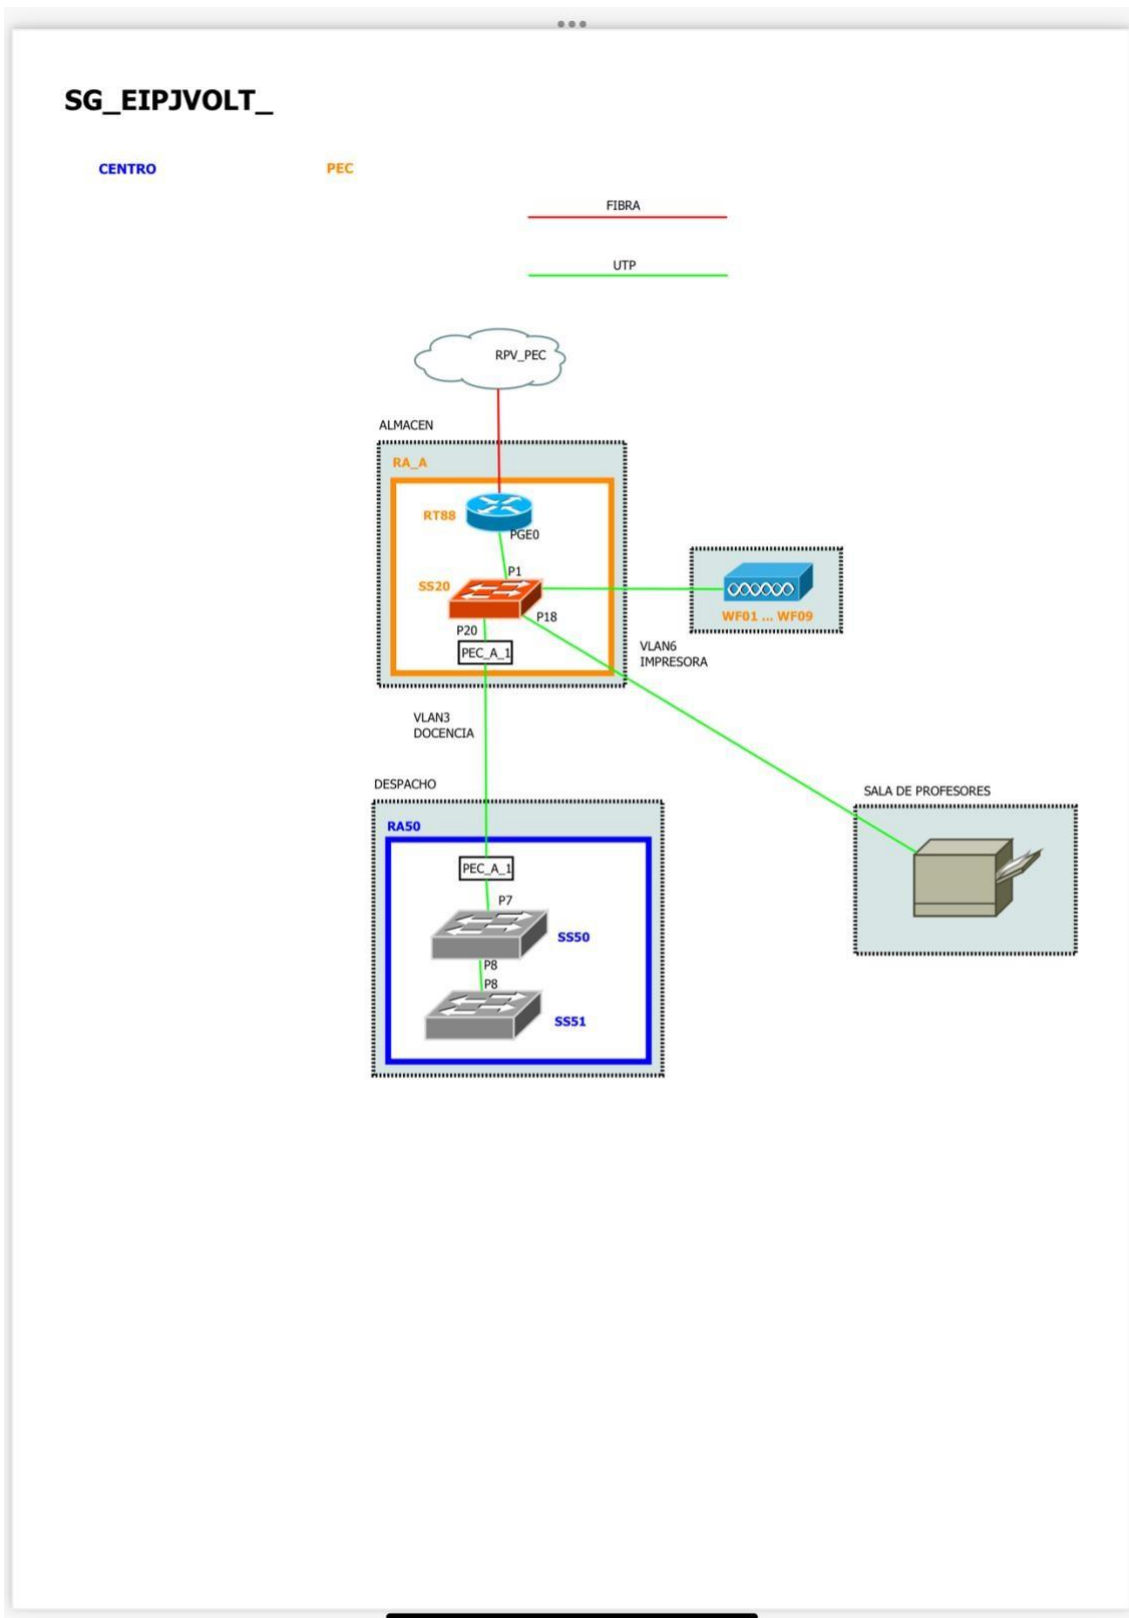 SG_EIPJVOLT_
CENTRO
PEC
FIBRA
UTP
RPV_PEC
ALMACEN
RA_A
RT88
PGE0
P1
SS20
P18
P20
PEC_A_1
WF01 ... WF09
VLAN6
IMPRESORA
VLAN3
DOCENCIA
DESPACHO
SALA DE PROFESORES
RA50
PEC_A_1
P7
SS50
P8
P8
SS51